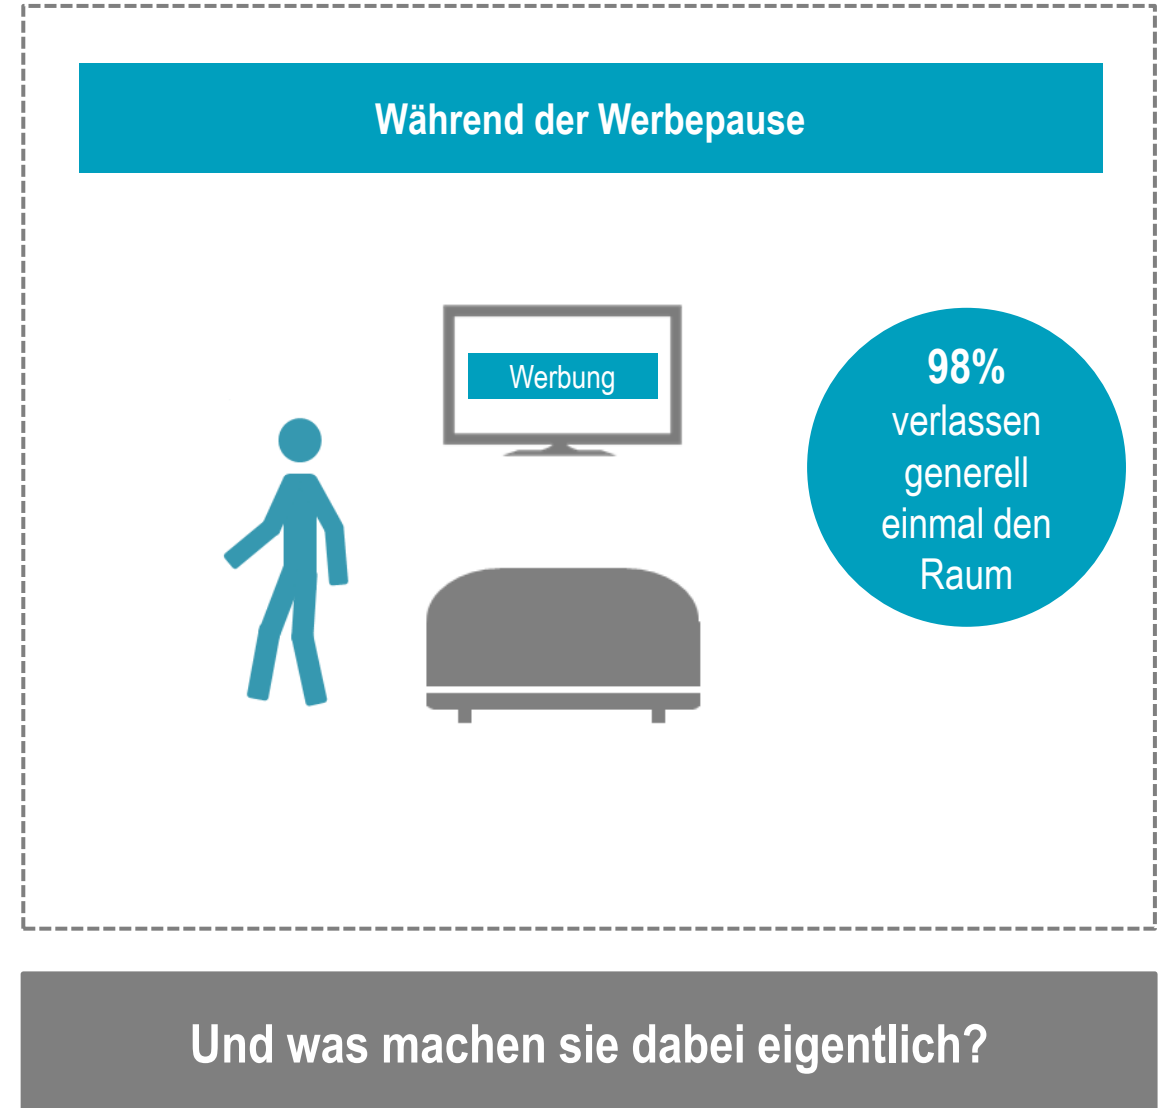 Während der Werbepause
Werbung
98%
verlassen
generell
einmal den
Raum
Und was machen sie dabei eigentlich?